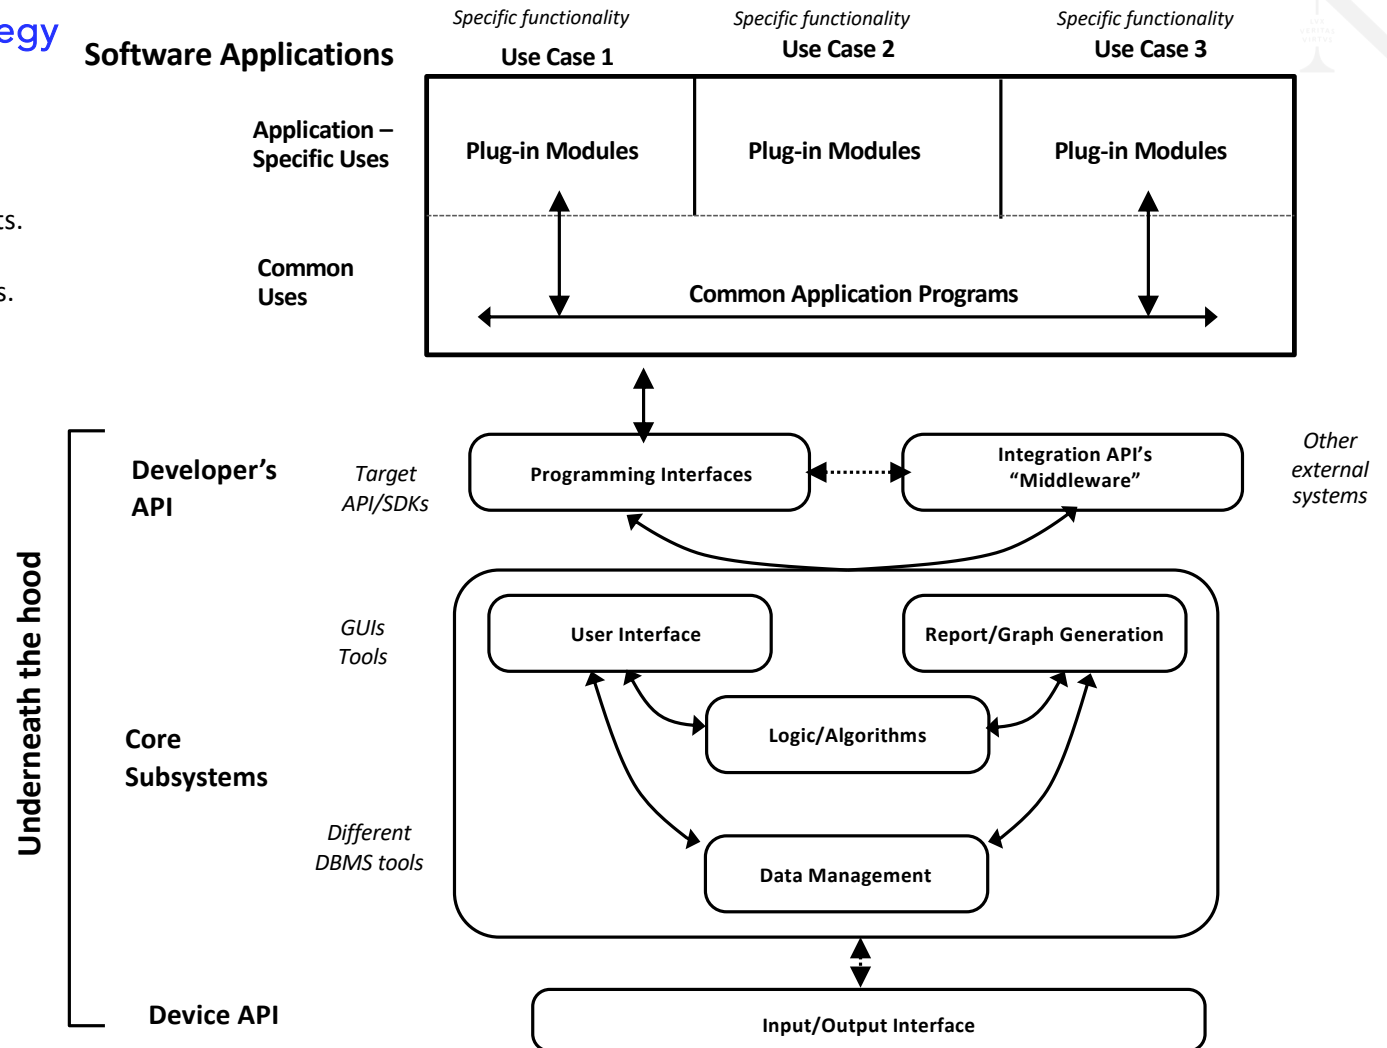 egy
Specific functionality
Specific functionality
Specific functionality
Software Applications
Use Case 1
Use Case 2
Use Case 3
Application –
Specific Uses
Plug-in Modules
Plug-in Modules
Plug-in Modules
ts.
Common
Uses
s.
Common Application Programs
Developer’s
API
Target
API/SDKs
Programming Interfaces
Integration API’s
“Middleware”
Other
external
systems
Underneath the hood
GUIs
Tools
User Interface
Report/Graph Generation
Core
Subsystems
Logic/Algorithms
Different
DBMS tools
Data Management
Device API
Input/Output Interface